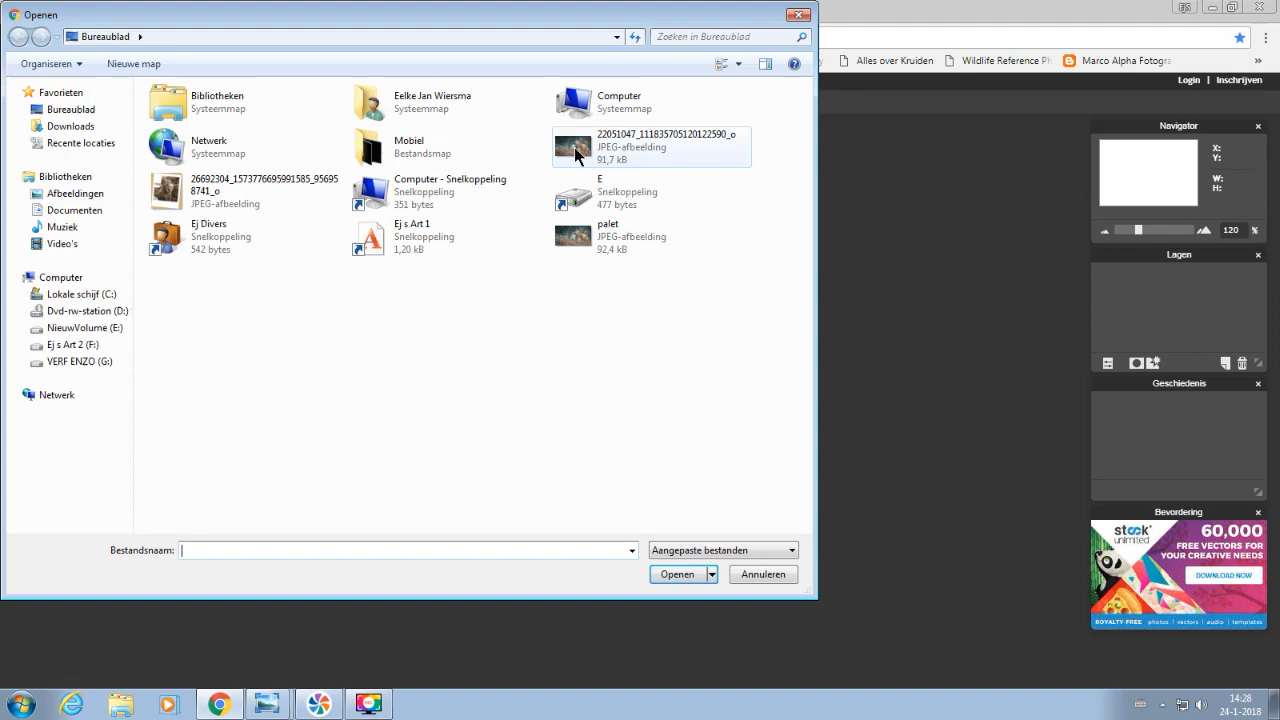 Openen
Bureaublad
Zoeken in Bureaublad
Organiseren
Nieuwe map
Favorieten
Bureaublad
Downloads
Recente locaties
Bibliotheken
Afbeeldingen
Documenten
Muziek
Video's
Computer
Lokale schijf (C:)
Dvd-rw-station (D:)
NieuwVolume (E:)
Ej s Art 2 (F:)
VERF ENZO (G:)
Netwerk
Bibliotheken
Systeemmap
Eelke Jan Wiersma
Systeemmap
Computer
Systeemmap
Netwerk
Systeemmap
Mobiel
Bestandsmap
22051047_111835705120122590_o
JPEG-afbeelding
91,7 kB
26692304_1573776695991585_95695
8741_o
JPEG-afbeelding
Computer - Snelkoppeling
Snelkoppeling
351 bytes
E
Snelkoppeling
477 bytes
Ej Divers
Snelkoppeling
542 bytes
Ej s Art 1
Snelkoppeling
1,20 kB
palet
JPEG-afbeelding
92,4 kB
Bestandsnaam:
Aangepaste bestanden
Openen
Annuleren
Alles over Kruiden
Wildlife Reference Ph
Marco Alpha Fotogra
»
Login | Inschrijven
Navigator
X:
Y:
W:
H:
120 %
Lagen
Geschiedenis
Bevordering
stock
unlimited
60,000
FREE VECTORS FOR
YOUR CREATIVE NEEDS
DOWNLOAD NOW
ROYALTY-FREE photos | vectors | audio | templates
14:28
24-1-2018